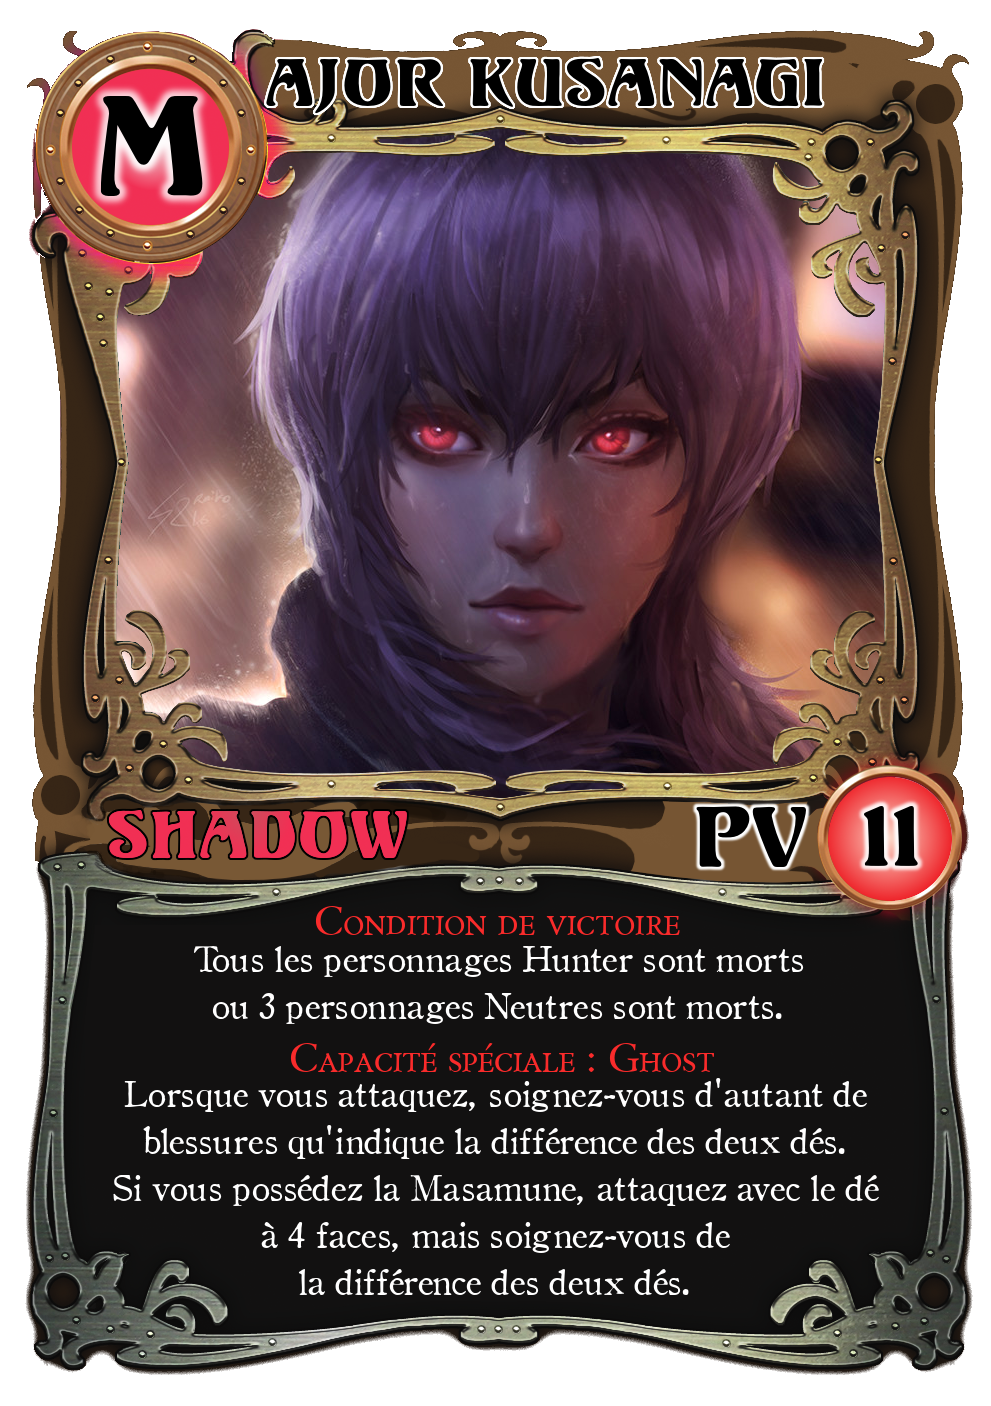 MAJOR KUSANAGI
SHADOW
PV 11
Condition de victoire
Tous les personnages Hunter sont morts
ou 3 personnages Neutres sont morts.
Capacité spéciale : Ghost
Lorsque vous attaquez, soignez-vous d'autant de
blessures qu'indique la différence des deux dés.
Si vous possédez la Masamune, attaquez avec le dé
à 4 faces, mais soignez-vous de
la différence des deux dés.